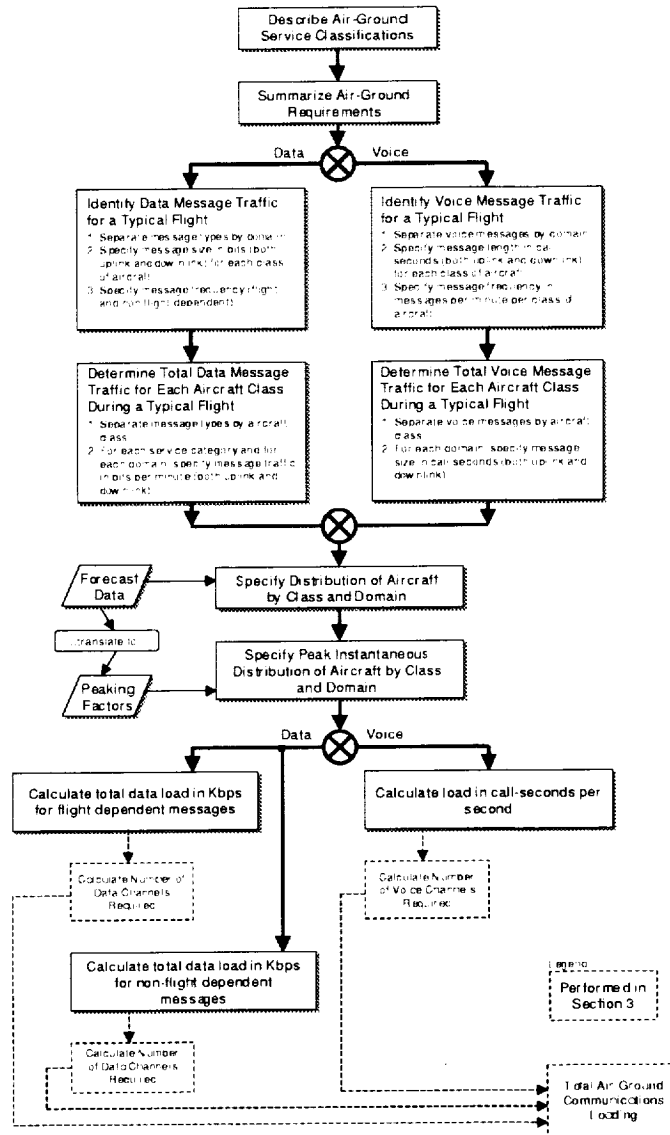 Describe Air-Ground
Service Classifications
Summarize Air-Ground
Requirements
Data
Voice
Identify Data Message Traffic
for a Typical Flight
1 Separate message types by domain
2 Specify message size in bits (both
uplink and downlink) for each class
of aircraft
3 Specify message frequency (flight
and non flight dependent)
Identify Voice Message Traffic
for a Typical Flight
1 Separate voice messages by domain
2 Specify message length in call
seconds (both uplink and downlink)
for each class of aircraft
3 Specify message frequency in
messages per minute per class of
aircraft
Determine Total Data Message
Traffic for Each Aircraft Class
During a Typical Flight
1 Separate message types by aircraft
class
2 For each service category and for
each domain specify message traffic
in bits per minute (both uplink and
downlink)
Determine Total Voice Message
Traffic for Each Aircraft Class
During a Typical Flight
1 Separate voice messages by aircraft
class
2 For each domain specify message
size in call seconds (both uplink and
downlink)
Forecast
Data
Specify Distribution of Aircraft
by Class and Domain
...translate to...
Specify Peak Instantaneous
Distribution of Aircraft by Class
and Domain
Peaking
Factors
Data
Voice
Calculate total data load in Kbps
for flight dependent messages
Calculate load in call-seconds per
second
Calculate Number of
Data Channels
Required
Calculate Number
of Voice Channels
Required
Calculate total data load in Kbps
for non-flight dependent
messages
Legend
Performed in
Section 3
Calculate Number
of Data Channels
Required
Total Air Ground
Communications
Loading